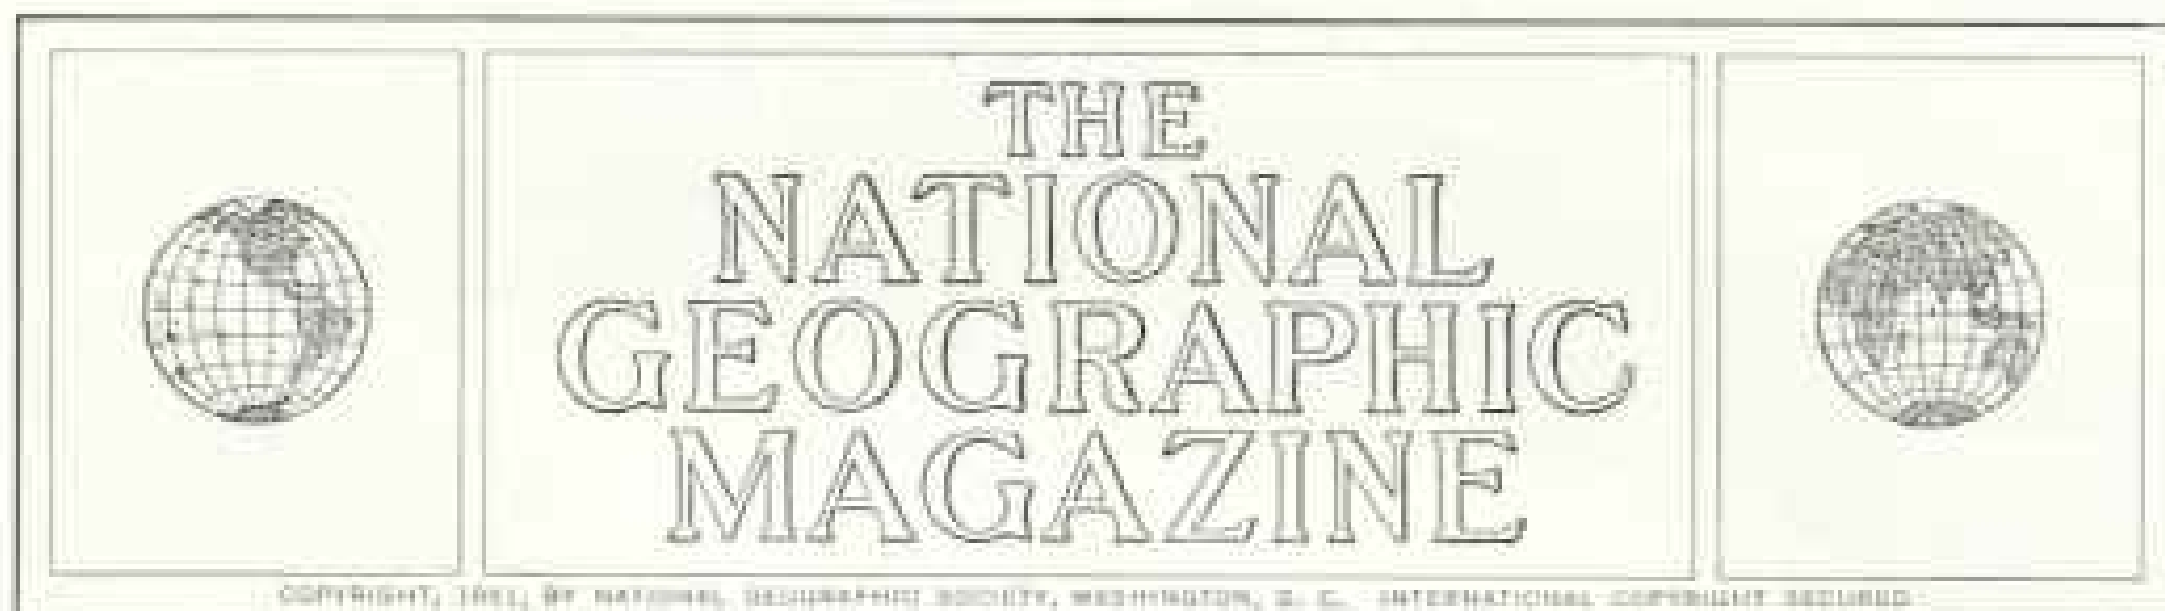 THE
NATIONAL
GEOGRAPHIC
MAGAZINE
COPYRIGHT, BY NATIONAL GEOGRAPHIC SOCIETY, WASHINGTON, D. C. INTERNATIONAL COPYRIGHT SECURED